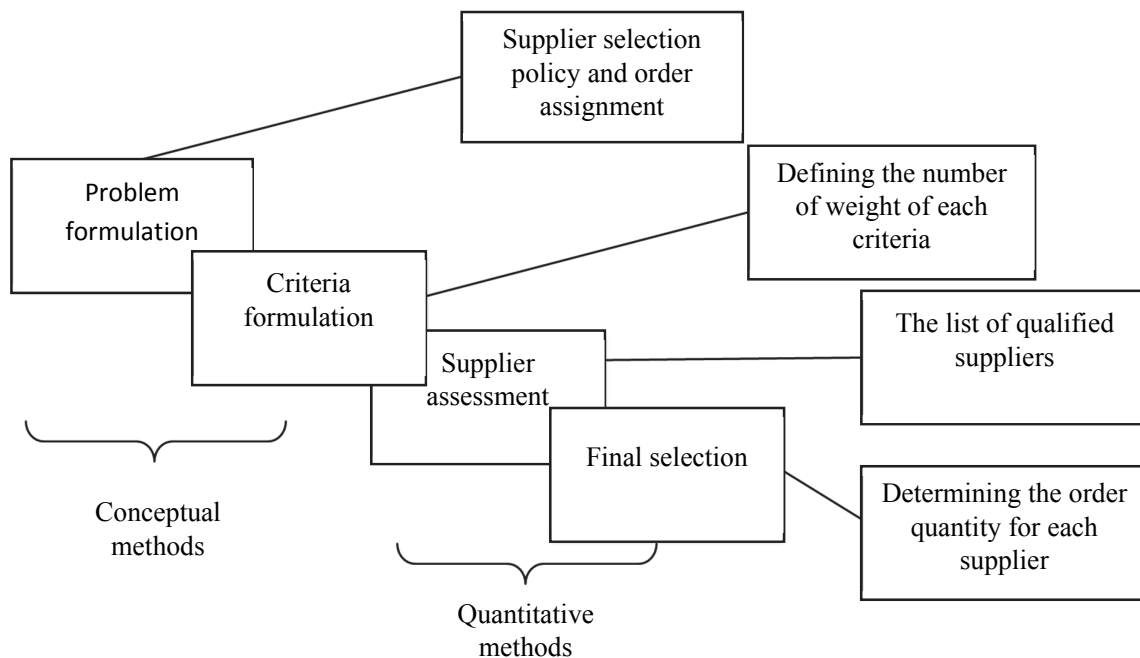 Supplier selection
policy and order
assignment
Problem
formulation
Defining the number
of weight of each
criteria
Criteria
formulation
The list of qualified
suppliers
Supplier
assessment
Final selection
Determining the order
quantity for each
supplier
Conceptual
methods
Quantitative
methods